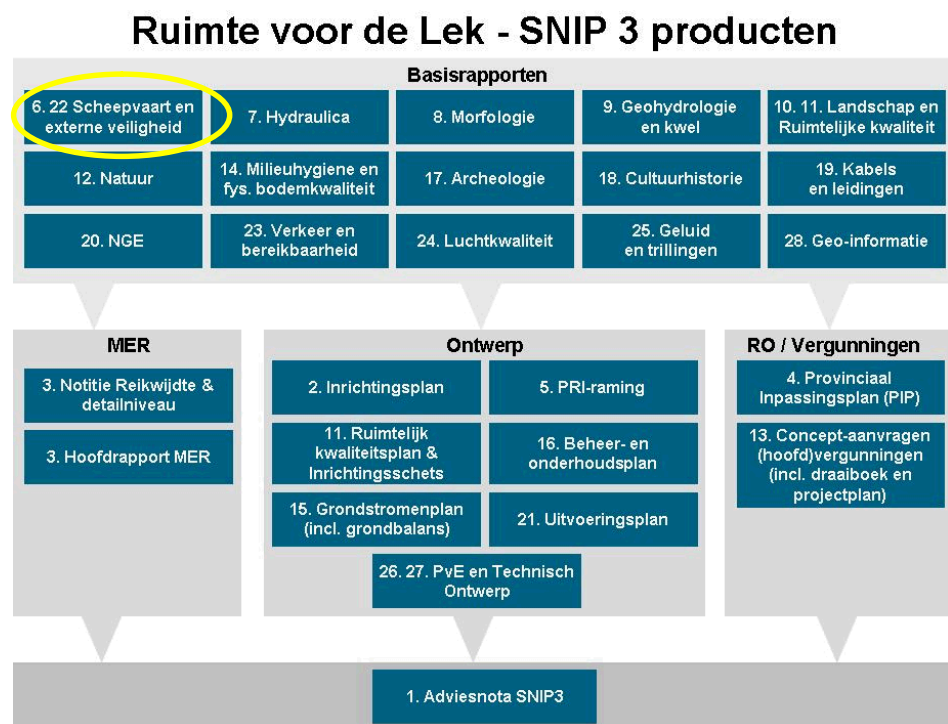 Ruimte voor de Lek - SNIP 3 producten
Basisrapporten
6. 22 Scheepvaart en
externe veiligheid
7. Hydraulica
8. Morfologie
9. Geohydrologie
en kwel
10. 11. Landschap en
Ruimtelijke kwaliteit
12. Natuur
14. Milieuhygiene en
fys. bodemkwaliteit
17. Archeologie
18. Cultuurhistorie
19. Kabels
en leidingen
20. NGE
23. Verkeer en
bereikbaarheid
24. Luchtkwaliteit
25. Geluid
en trillingen
28. Geo-informatie
MER
3. Notitie Reikwijdte &
detailniveau
3. Hoofdrapport MER
Ontwerp
2. Inrichtingsplan
5. PRI-raming
11. Ruimtelijk
kwaliteitsplan &
Inrichtingsschets
16. Beheer- en
onderhoudsplan
15. Grondstromenplan
(incl. grondbalans)
21. Uitvoeringsplan
26. 27. PvE en Technisch
Ontwerp
RO / Vergunningen
4. Provinciaal
Inpassingsplan (PIP)
13. Concept-aanvragen
(hoofd)vergunningen
(incl. draaiboek en
projectplan)
1. Adviesnota SNIP3